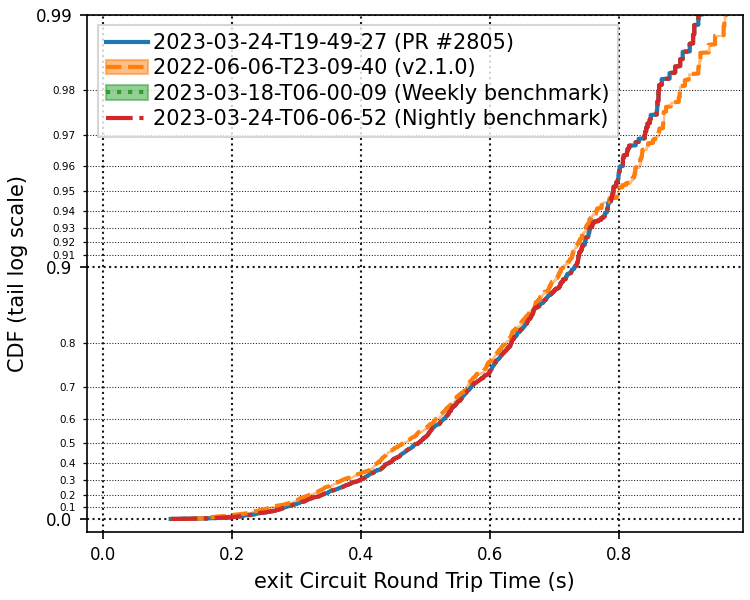 2023-03-24-T19-49-27 (PR #2805)
2022-06-06-T23-09-40 (v2.1.0)
2023-03-18-T06-00-09 (Weekly benchmark)
2023-03-24-T06-06-52 (Nightly benchmark)
CDF (tail log scale)
0.99
0.98
0.97
0.96
0.95
0.94
0.93
0.92
0.91
0.9
0.8
0.7
0.6
0.5
0.4
0.3
0.2
0.1
0.0
0.0 0.2 0.4 0.6 0.8
exit Circuit Round Trip Time (s)